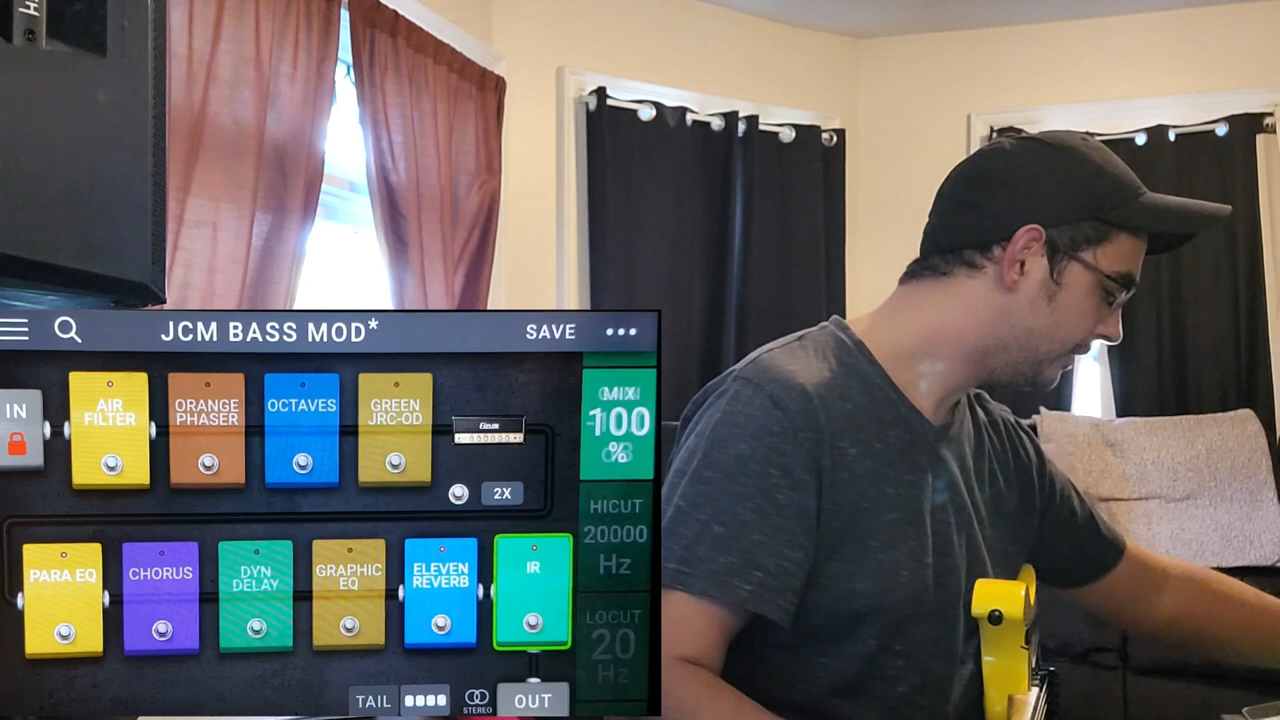 JCM BASS MOD*
SAVE
IN
AIR
FILTER
ORANGE
PHASER
OCTAVES
GREEN
JRC-OD
Eleven
2X
MIX
100
%
HICUT
20000
Hz
LOCUT
20
Hz
PARA EQ
CHORUS
DYN
DELAY
GRAPHIC
EQ
ELEVEN
REVERB
IR
TAIL
STEREO
OUT